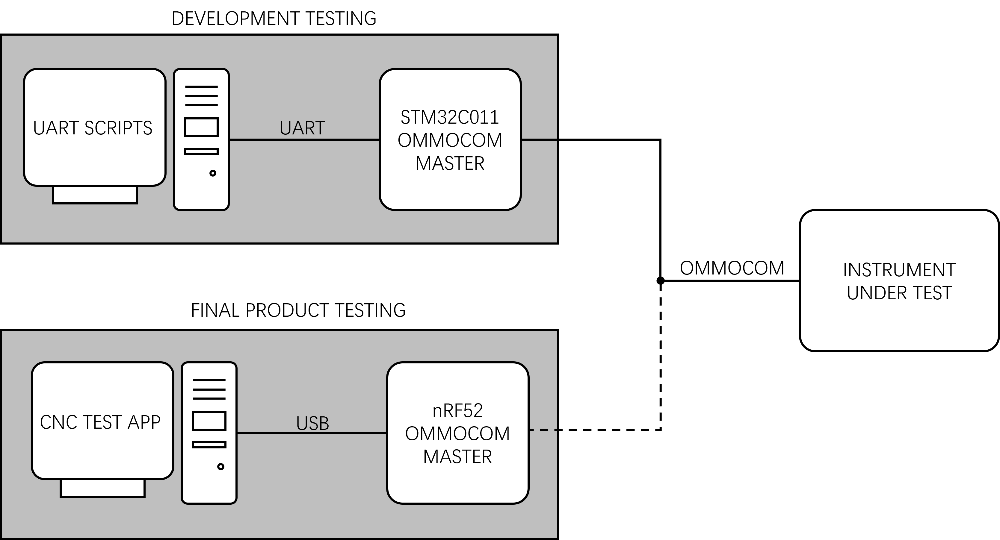 DEVELOPMENT TESTING
UART SCRIPTS
UART
STM32C011
OMMOCOM
MASTER
OMMOCOM
INSTRUMENT
UNDER TEST
FINAL PRODUCT TESTING
CNC TEST APP
USB
nRF52
OMMOCOM
MASTER